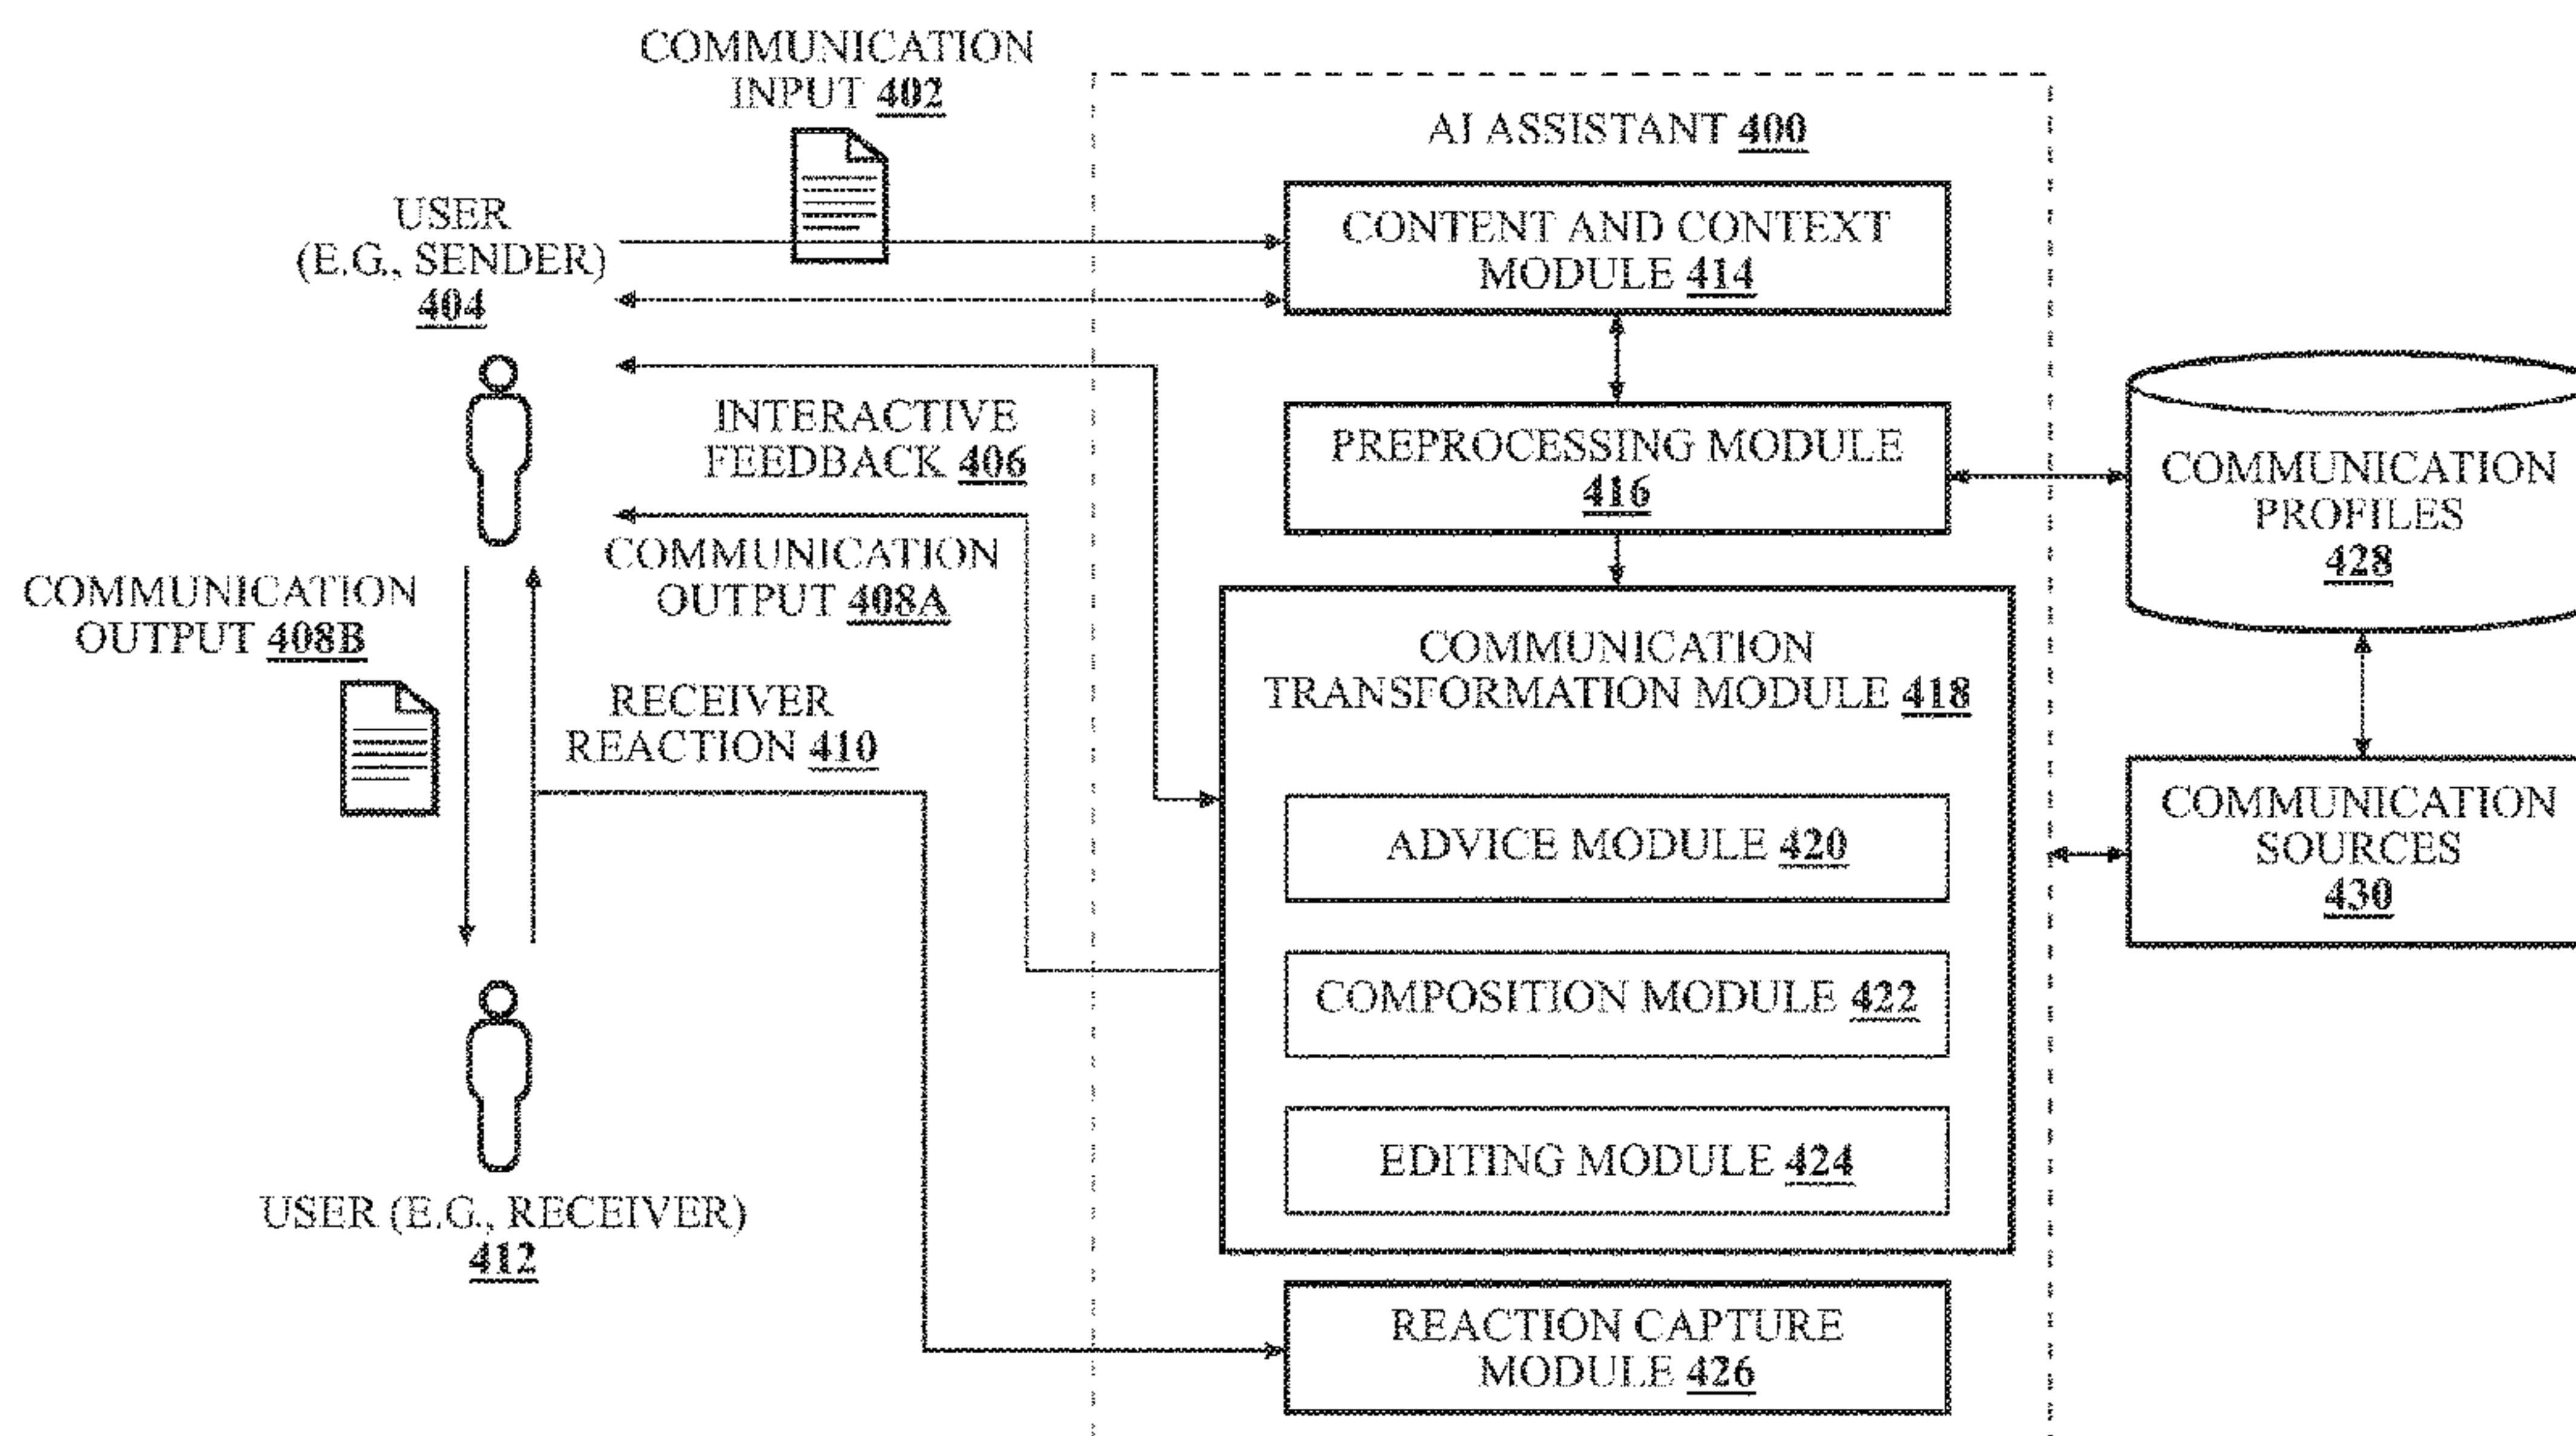 COMMUNICATION
INPUT 402
AI ASSISTANT 400
USER
(E.G., SENDER)
404
CONTENT AND CONTEXT
MODULE 414
INTERACTIVE
FEEDBACK 406
PREPROCESSING MODULE
416
COMMUNICATION
PROFILES
428
COMMUNICATION
OUTPUT 408A
COMMUNICATION
OUTPUT 408B
COMMUNICATION
TRANSFORMATION MODULE 418
RECEIVER
REACTION 410
ADVICE MODULE 420
COMMUNICATION
SOURCES
430
COMPOSITION MODULE 422
EDITING MODULE 424
USER (E.G., RECEIVER)
412
REACTION CAPTURE
MODULE 426